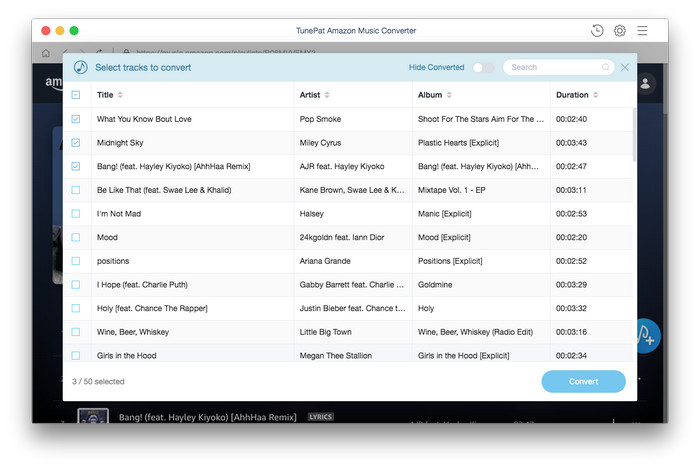 TunePat Amazon Music Converter
Select tracks to convert
Hide Converted
Search
Title Artist Album Duration
What You Know Bout Love Pop Smoke Shoot For The Stars Aim For The ... 00:02:40
Midnight Sky Miley Cyrus Plastic Hearts [Explicit] 00:03:43
Bang! (feat. Hayley Kiyoko) [AhhHaa Remix] AJR feat. Hayley Kiyoko Bang! (feat. Hayley Kiyoko) [Ahh... 00:02:47
Be Like That (feat. Swae Lee & Khalid) Kane Brown, Swae Lee & K... Mixtape Vol. 1 - EP 00:03:11
I'm Not Mad Halsey Manic [Explicit] 00:02:53
Mood 24kgoldn feat. Iann Dior Mood [Explicit] 00:02:20
positions Ariana Grande Positions [Explicit] 00:02:52
I Hope (feat. Charlie Puth) Gabby Barrett feat. Charlie ... Goldmine 00:03:29
Holy [feat. Chance The Rapper] Justin Bieber feat. Chance t... Holy 00:03:32
Wine, Beer, Whiskey Little Big Town Wine, Beer, Whiskey (Radio Edit) 00:03:16
Girls in the Hood Megan Thee Stallion Girls in the Hood [Explicit] 00:02:34
3 / 50 selected
Convert
Bang! (feat. Hayley Kiyoko) [AhhHaa Remix] LYRICS